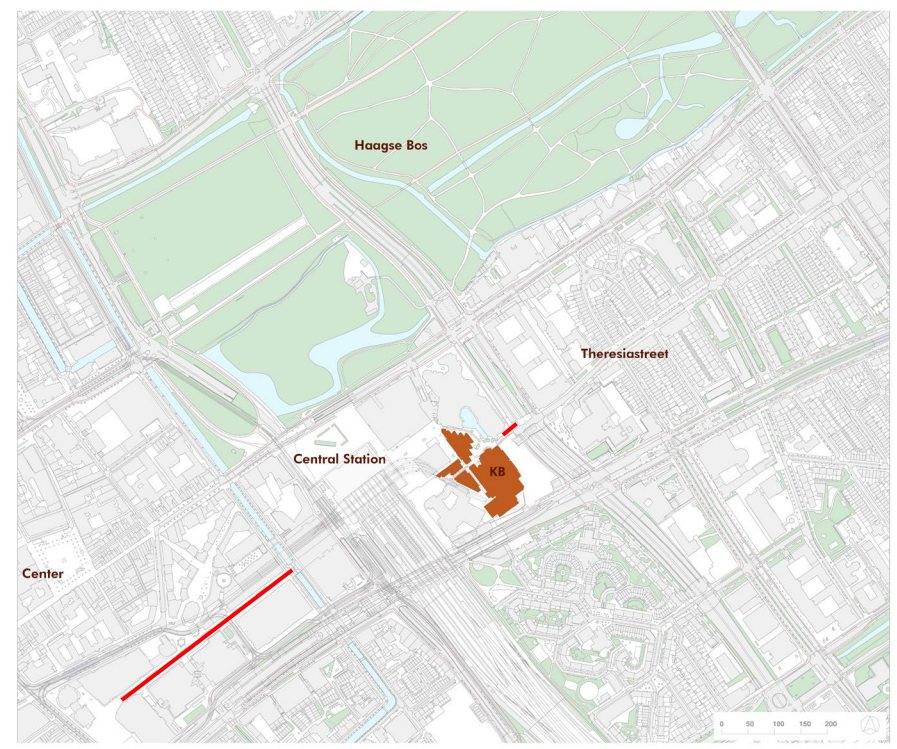 Haagse Bos
Theresiastreet
Central Station
KB
Center
0 50 100 150 200